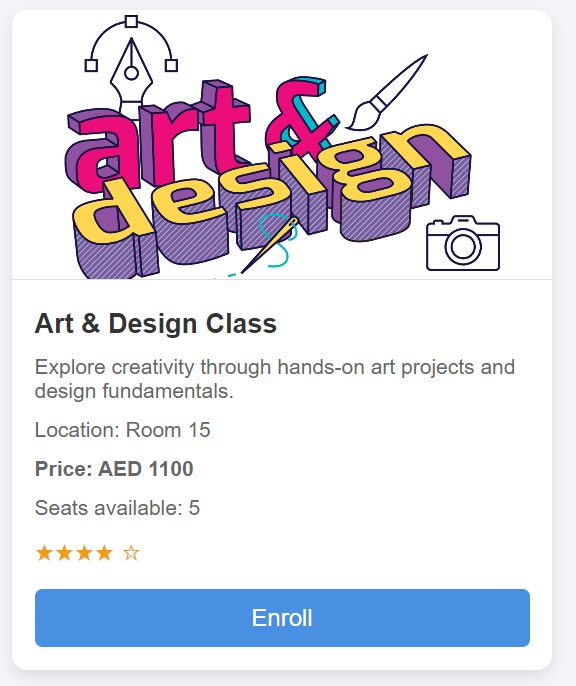 art &
design
Art & Design Class
Explore creativity through hands-on art projects and
design fundamentals.
Location: Room 15
Price: AED 1100
Seats available: 5
★★★★ ☆
Enroll